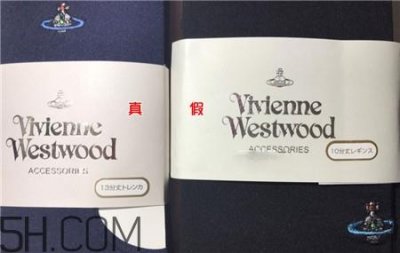 Vivienne
Westwood
ACCESSORIES
13分丈トレンカ
真
假
Vivienne
Westwood
ACCESSORIES
10分丈レギンス
5H.COM